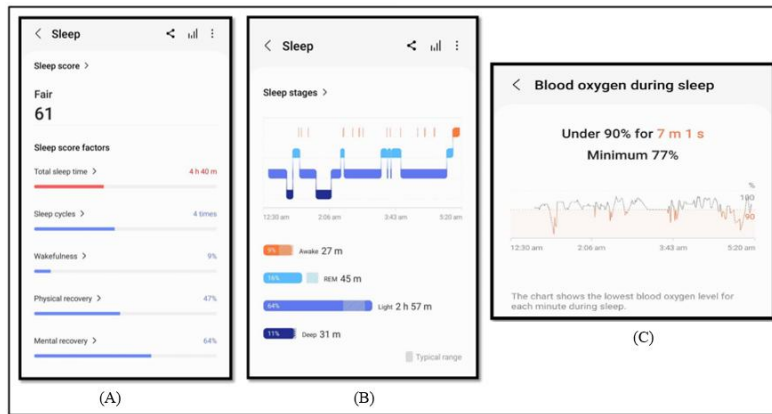 Sleep
Sleep score >
Fair
61
Sleep score factors
Total sleep time > 4 h 40 m
Sleep cycles > 4 times
Wakefulness > 9%
Physical recovery > 47%
Mental recovery > 64%
(A)
Sleep
Sleep stages >
12:30 am 2:06 am 3:43 am 5:20 am
9% Awake 27 m
16% REM 45 m
64% Light 2 h 57 m
11% Deep 31 m
Typical range
(B)
Blood oxygen during sleep
Under 90% for 7 m 1 s
Minimum 77%
%
100
90
12:30 am 2:06 am 3:43 am 5:20 am
The chart shows the lowest blood oxygen level for
each minute during sleep.
(C)